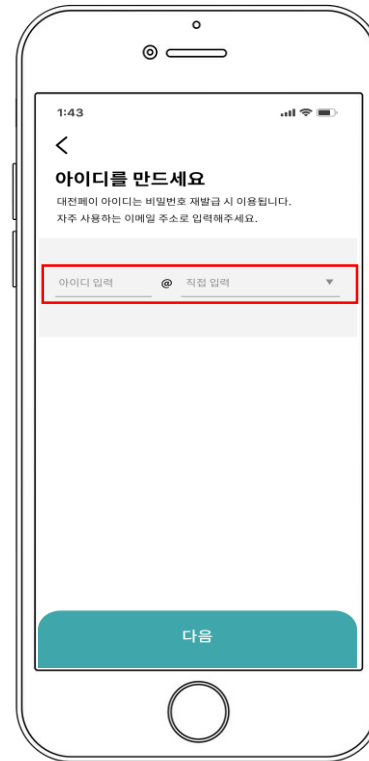 1:43
아이디를 만드세요
대전페이 아이디는 비밀번호 재발급 시 이용됩니다.
자주 사용하는 이메일 주소로 입력해주세요.
아이디 입력 @ 직접 입력
다음